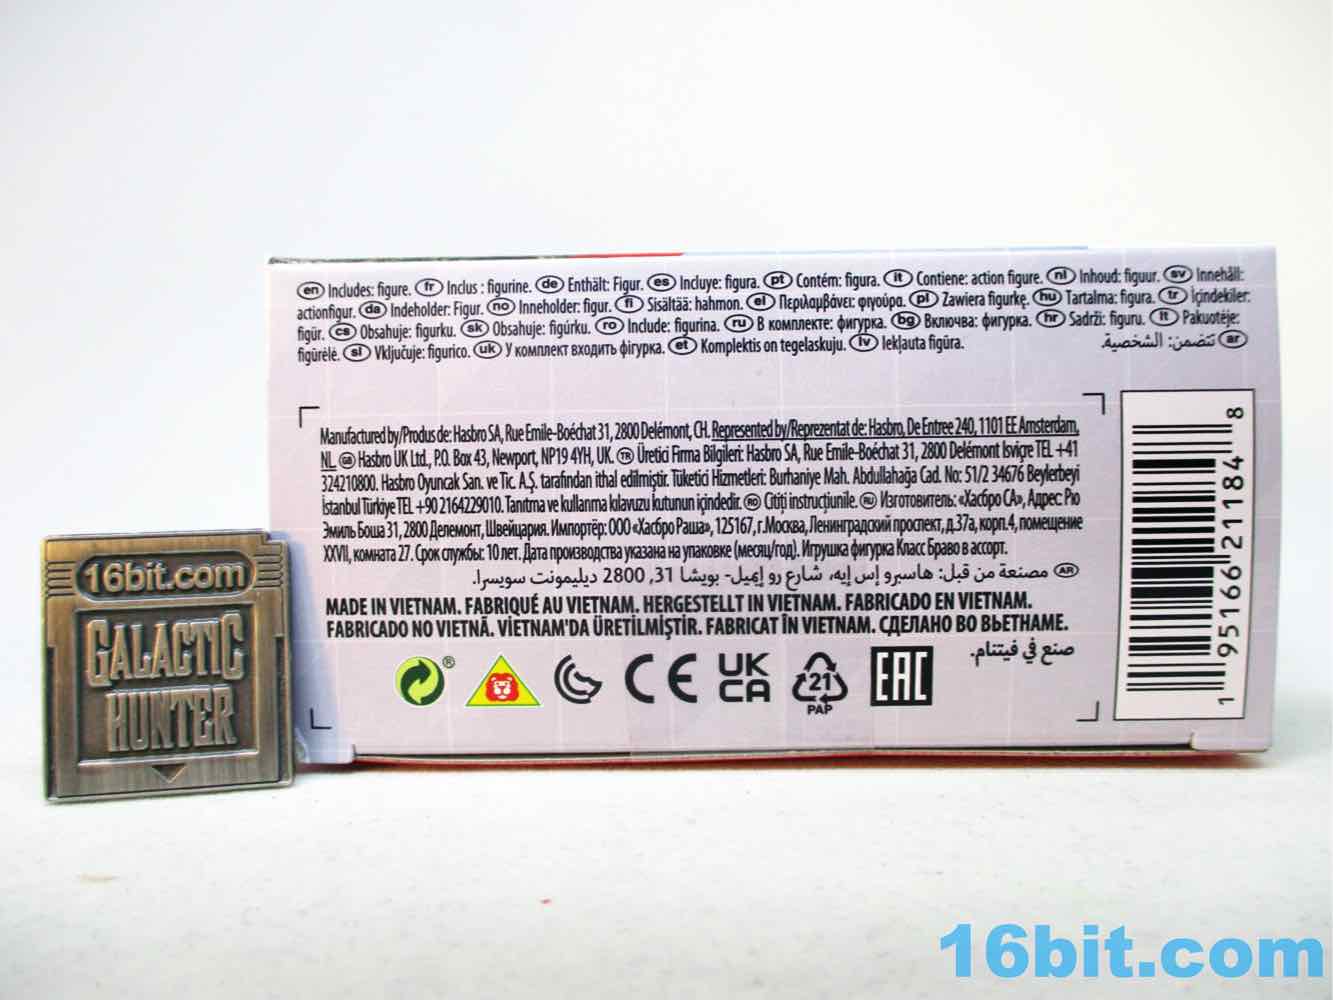 en Includes: figure. fr Inclus : figurine. de Enthält: Figur. es Incluye: figura. pt Contém: figura. it Contiene: action figure. nl Inhoud: figuur. sv Innehåll:
actionfigur. da Indeholder: Figur. no Inneholder: figur. fi Sisältää: hahmon. el Περιλαμβάνει: φιγούρα. pl Zawiera figurkę. hu Tartalma: figura. tr İçindekiler:
figür. cs Obsahuje: figurku. sk Obsahuje: figúrku. ro Include: figurina. ru В комплекте: фигурка. bg Включва: фигурка. hr Sadrži: figuru. lt Pakuotėje:
figūrėlė. sl Vključuje: figurico. uk У комплект входить фігурка. et Komplektis on tegelaskuju. lv Iekļauta figūra.
ar تتضمن: الشخصية.
Manufactured by/Produs de: Hasbro SA, Rue Emile-Boéchat 31, 2800 Delémont, CH. Represented by/Reprezentat de: Hasbro, De Entree 240, 1101 EE Amsterdam,
NL. GB Hasbro UK Ltd., P.O. Box 43, Newport, NP19 4YH, UK. TR Üretici Firma Bilgileri: Hasbro SA, Rue Emile-Boéchat 31, 2800 Delémont Isviçre TEL +41
324210800. Hasbro Oyuncak San. ve Tic. A.Ş. tarafından ithal edilmiştir. Tüketici Hizmetleri: Burhaniye Mah. Abdullahağa Cad. No: 51/2 34676 Beylerbeyi
İstanbul Türkiye TEL +90 2164229010. Tanıtma ve kullanma kılavuzu kutunun içindedir. RO Citiți instrucțiunile. RU Изготовитель: «Хасбро СА», Адрес: Рю
Эмиль Боша 31, 2800 Делемонт, Швейцария. Импортёр: ООО «Хасбро Раша», 125167, г. Москва, Ленинградский проспект, д.37а, корп.4, помещение
XXVII, комната 27. Срок службы: 10 лет. Дата производства указана на упаковке (месяц/год). Игрушка фигурка Класс Браво в ассорт.
AR مصنعة من قبل: هاسبرو إس إيه، شارع رو إيميل- بويشا 31, 2800 ديليمونت سويسرا.
MADE IN VIETNAM. FABRIQUÉ AU VIETNAM. HERGESTELLT IN VIETNAM. FABRICADO EN VIETNAM.
FABRICADO NO VIETNÃ. VİETNAM'DA ÜRETİLMİŞTİR. FABRICAT ÎN VIETNAM. СДЕЛАНО ВО ВЬЕТНАМЕ.
صنع في فيتنام.
® CE UK CA 21 PAP EAC
1 95166 21184 8
16bit.com
GALACTIC
HUNTER
16bit.com